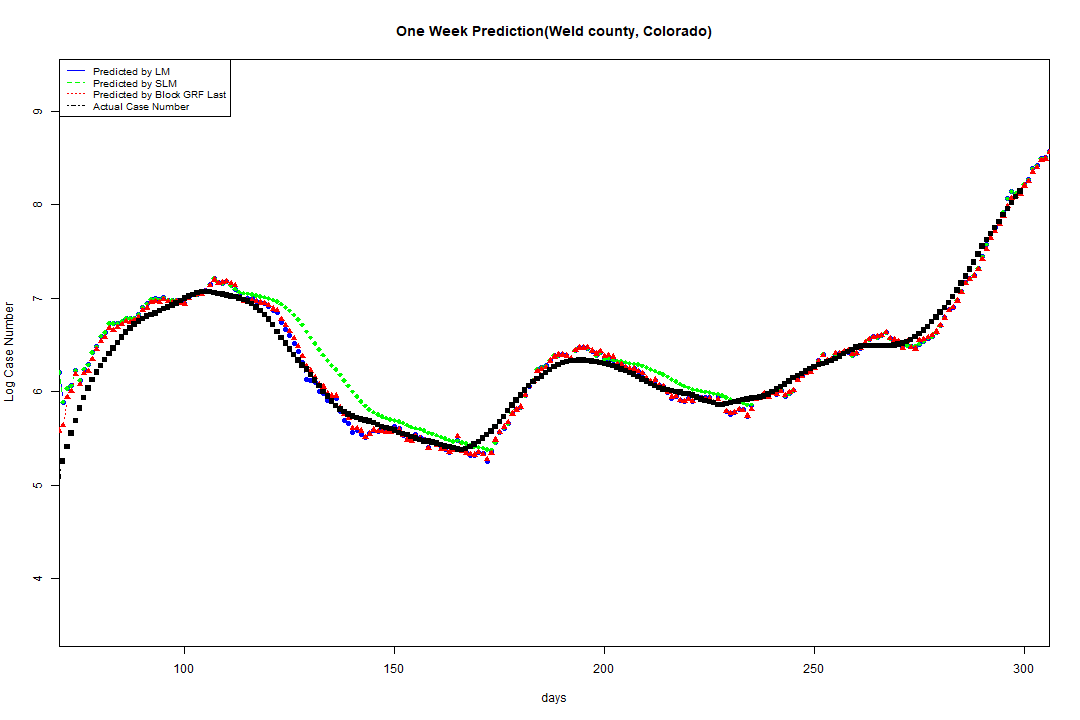 One Week Prediction(Weld county, Colorado)
Predicted by LM
Predicted by SLM
Predicted by Block GRF Last
Actual Case Number
9
8
7
6
5
4
Log Case Number
100
150
200
250
300
days